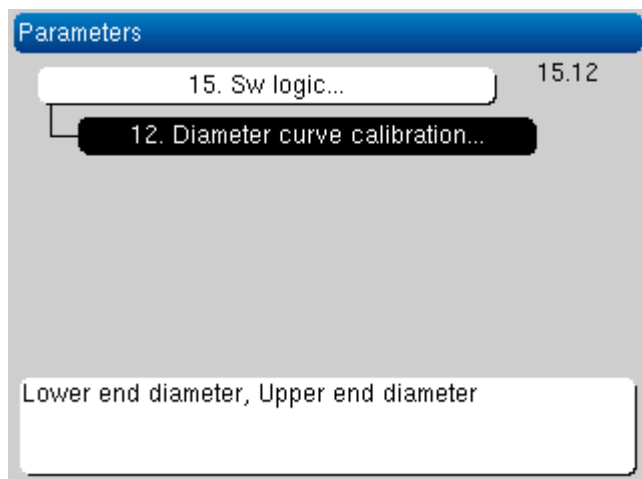 Parameters
15. Sw logic...
15.12
12. Diameter curve calibration...
Lower end diameter, Upper end diameter